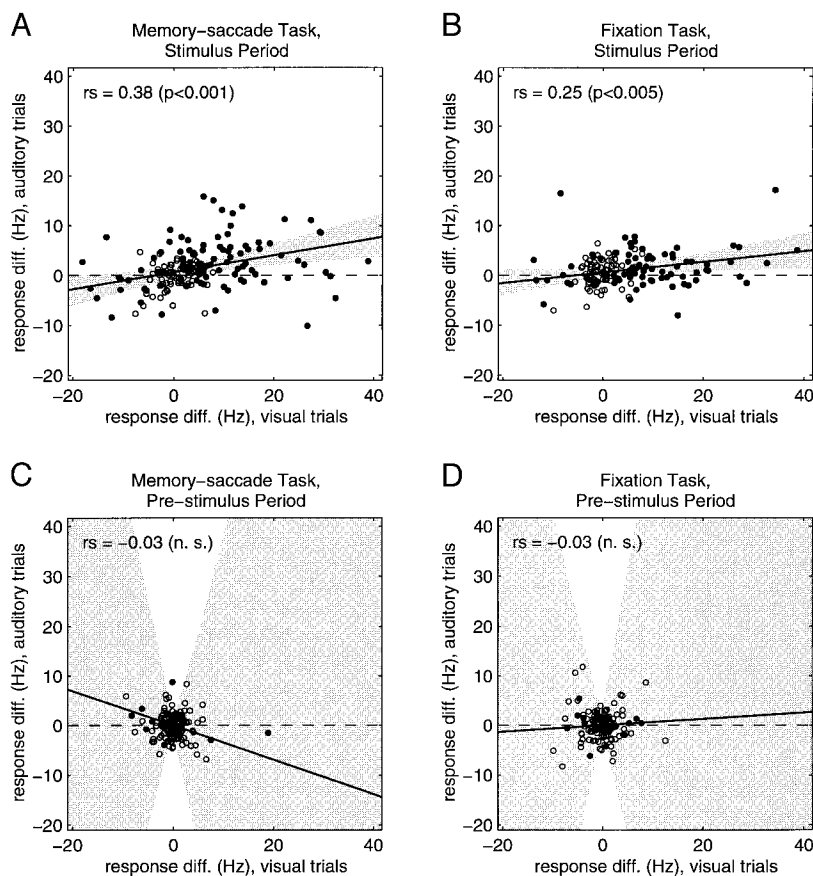 A
Memory-saccade Task,
Stimulus Period
rs = 0.38 (p<0.001)
40
30
20
10
0
-10
-20
response diff. (Hz), auditory trials
-20 0 20 40
response diff. (Hz), visual trials
B
Fixation Task,
Stimulus Period
rs = 0.25 (p<0.005)
40
30
20
10
0
-10
-20
response diff. (Hz), auditory trials
-20 0 20 40
response diff. (Hz), visual trials
C
Memory-saccade Task,
Pre-stimulus Period
rs = -0.03 (n. s.)
40
30
20
10
0
-10
-20
response diff. (Hz), auditory trials
-20 0 20 40
response diff. (Hz), visual trials
D
Fixation Task,
Pre-stimulus Period
rs = -0.03 (n. s.)
40
30
20
10
0
-10
-20
response diff. (Hz), auditory trials
-20 0 20 40
response diff. (Hz), visual trials